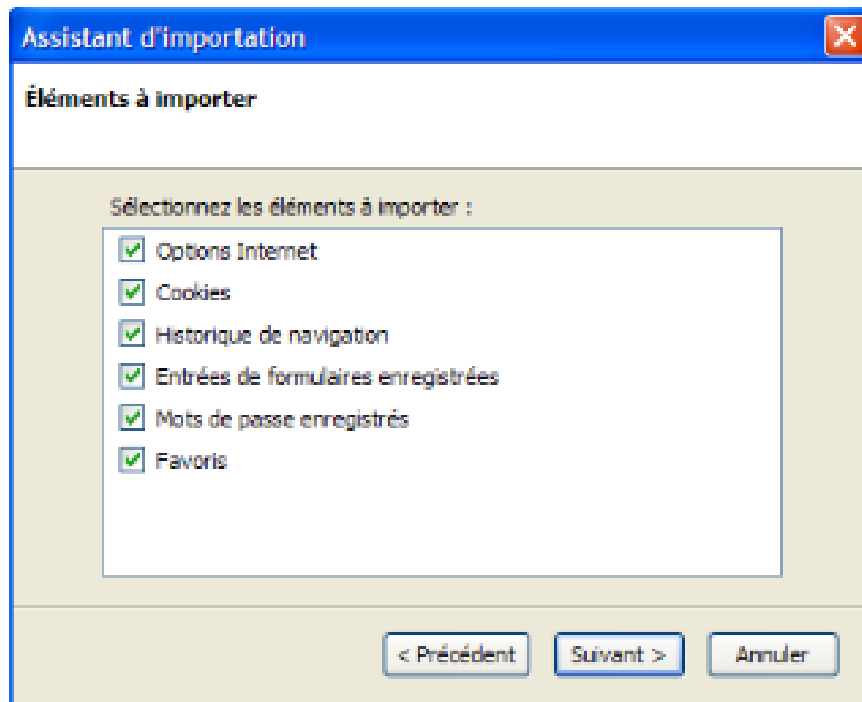 Assistant d'importation
Éléments à importer
Sélectionnez les éléments à importer :
Options Internet
Cookies
Historique de navigation
Entrées de formulaires enregistrées
Mots de passe enregistrés
Favoris
< Précédent Suivant > Annuler